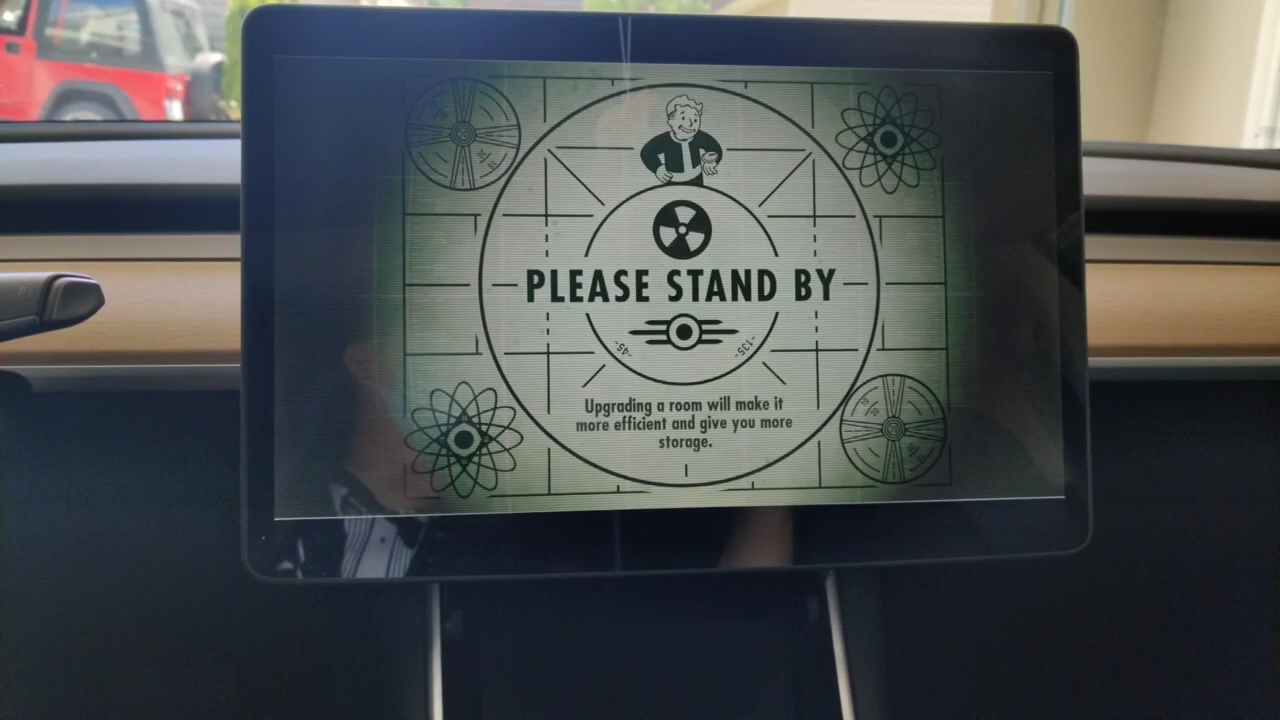 PLEASE STAND BY
-45-
-135-
Upgrading a room will make it
more efficient and give you more
storage.